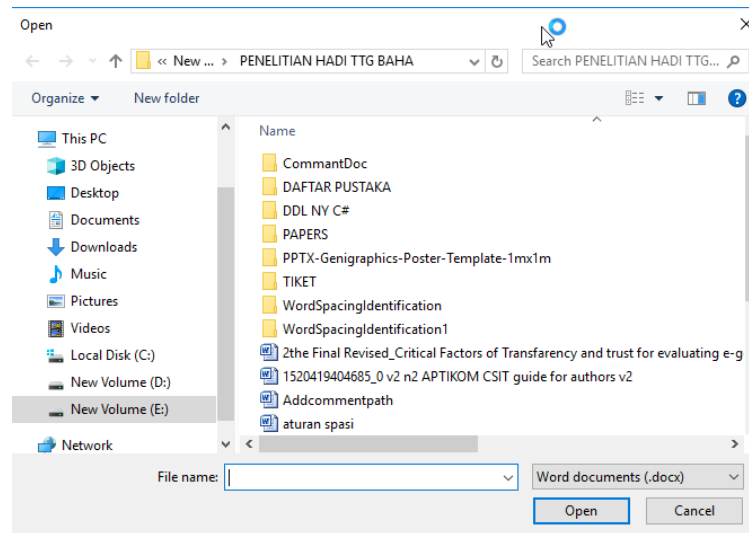 Open
« New ... › PENELITIAN HADI TTG BAHA
Search PENELITIAN HADI TTG...
Organize
New folder
This PC
3D Objects
Desktop
Documents
Downloads
Music
Pictures
Videos
Local Disk (C:)
New Volume (D:)
New Volume (E:)
Network
Name
CommantDoc
DAFTAR PUSTAKA
DDL NY C#
PAPERS
PPTX-Genigraphics-Poster-Template-1mx1m
TIKET
WordSpacingIdentification
WordSpacingIdentification1
2the Final Revised_Critical Factors of Transfarency and trust for evaluating e-g
1520419404685_0 v2 n2 APTIKOM CSIT guide for authors v2
Addcommentpath
aturan spasi
File name:
Word documents (.docx)
Open
Cancel